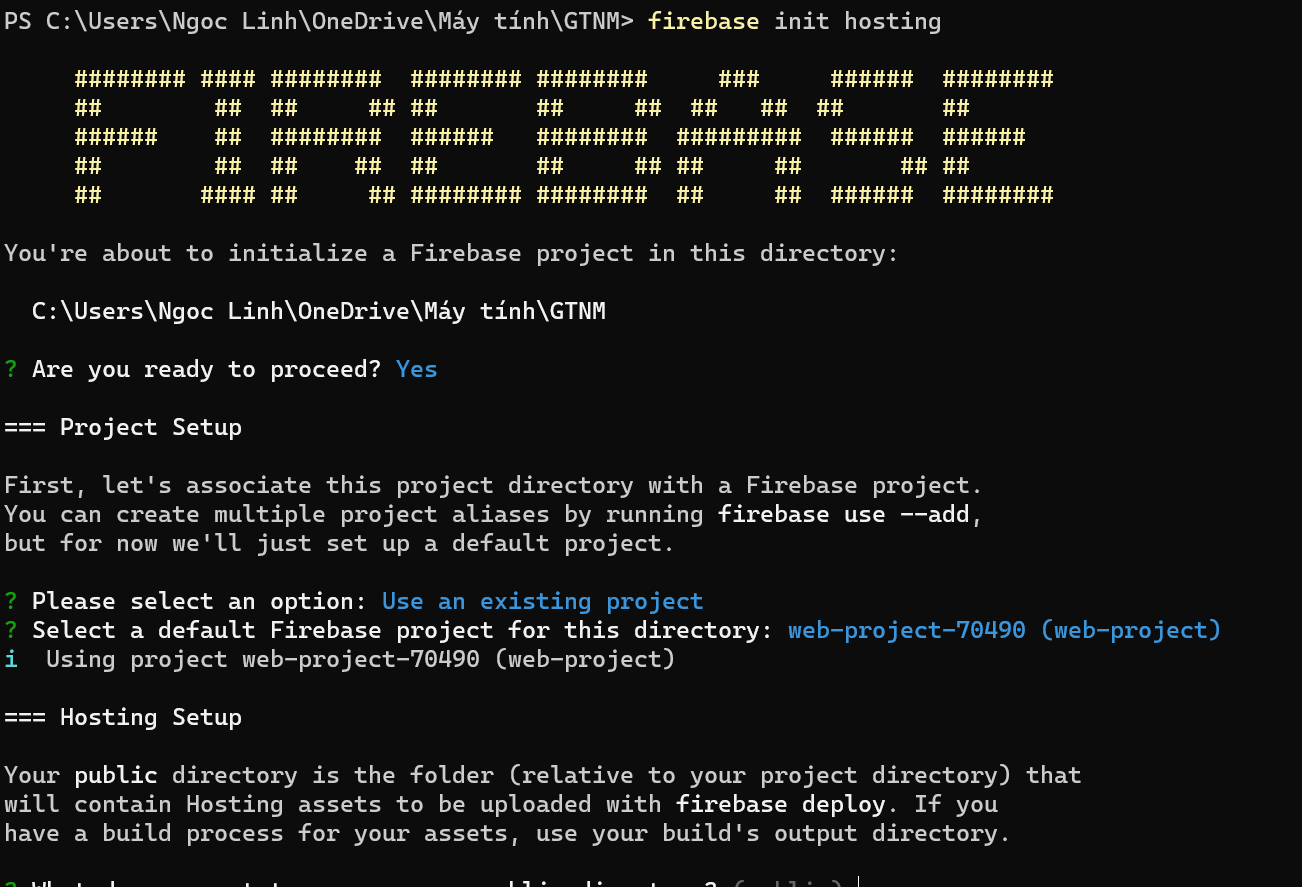 PS C:\Users\Ngoc Linh\OneDrive\Máy tính\GTNM> firebase init hosting
######## #### ########  ######## ########     ###     ######  ########
##        ##  ##     ## ##       ##     ##  ##   ##  ##       ##
######    ##  ########  ######   ########  #########  ######  ######
##        ##  ##    ##  ##       ##     ## ##     ##       ## ##
##       #### ##     ## ######## ########  ##     ##  ######  ########
You're about to initialize a Firebase project in this directory:
C:\Users\Ngoc Linh\OneDrive\Máy tính\GTNM
? Are you ready to proceed? Yes
=== Project Setup
First, let's associate this project directory with a Firebase project.
You can create multiple project aliases by running firebase use --add,
but for now we'll just set up a default project.
? Please select an option: Use an existing project
? Select a default Firebase project for this directory: web-project-70490 (web-project)
i  Using project web-project-70490 (web-project)
=== Hosting Setup
Your public directory is the folder (relative to your project directory) that
will contain Hosting assets to be uploaded with firebase deploy. If you
have a build process for your assets, use your build's output directory.